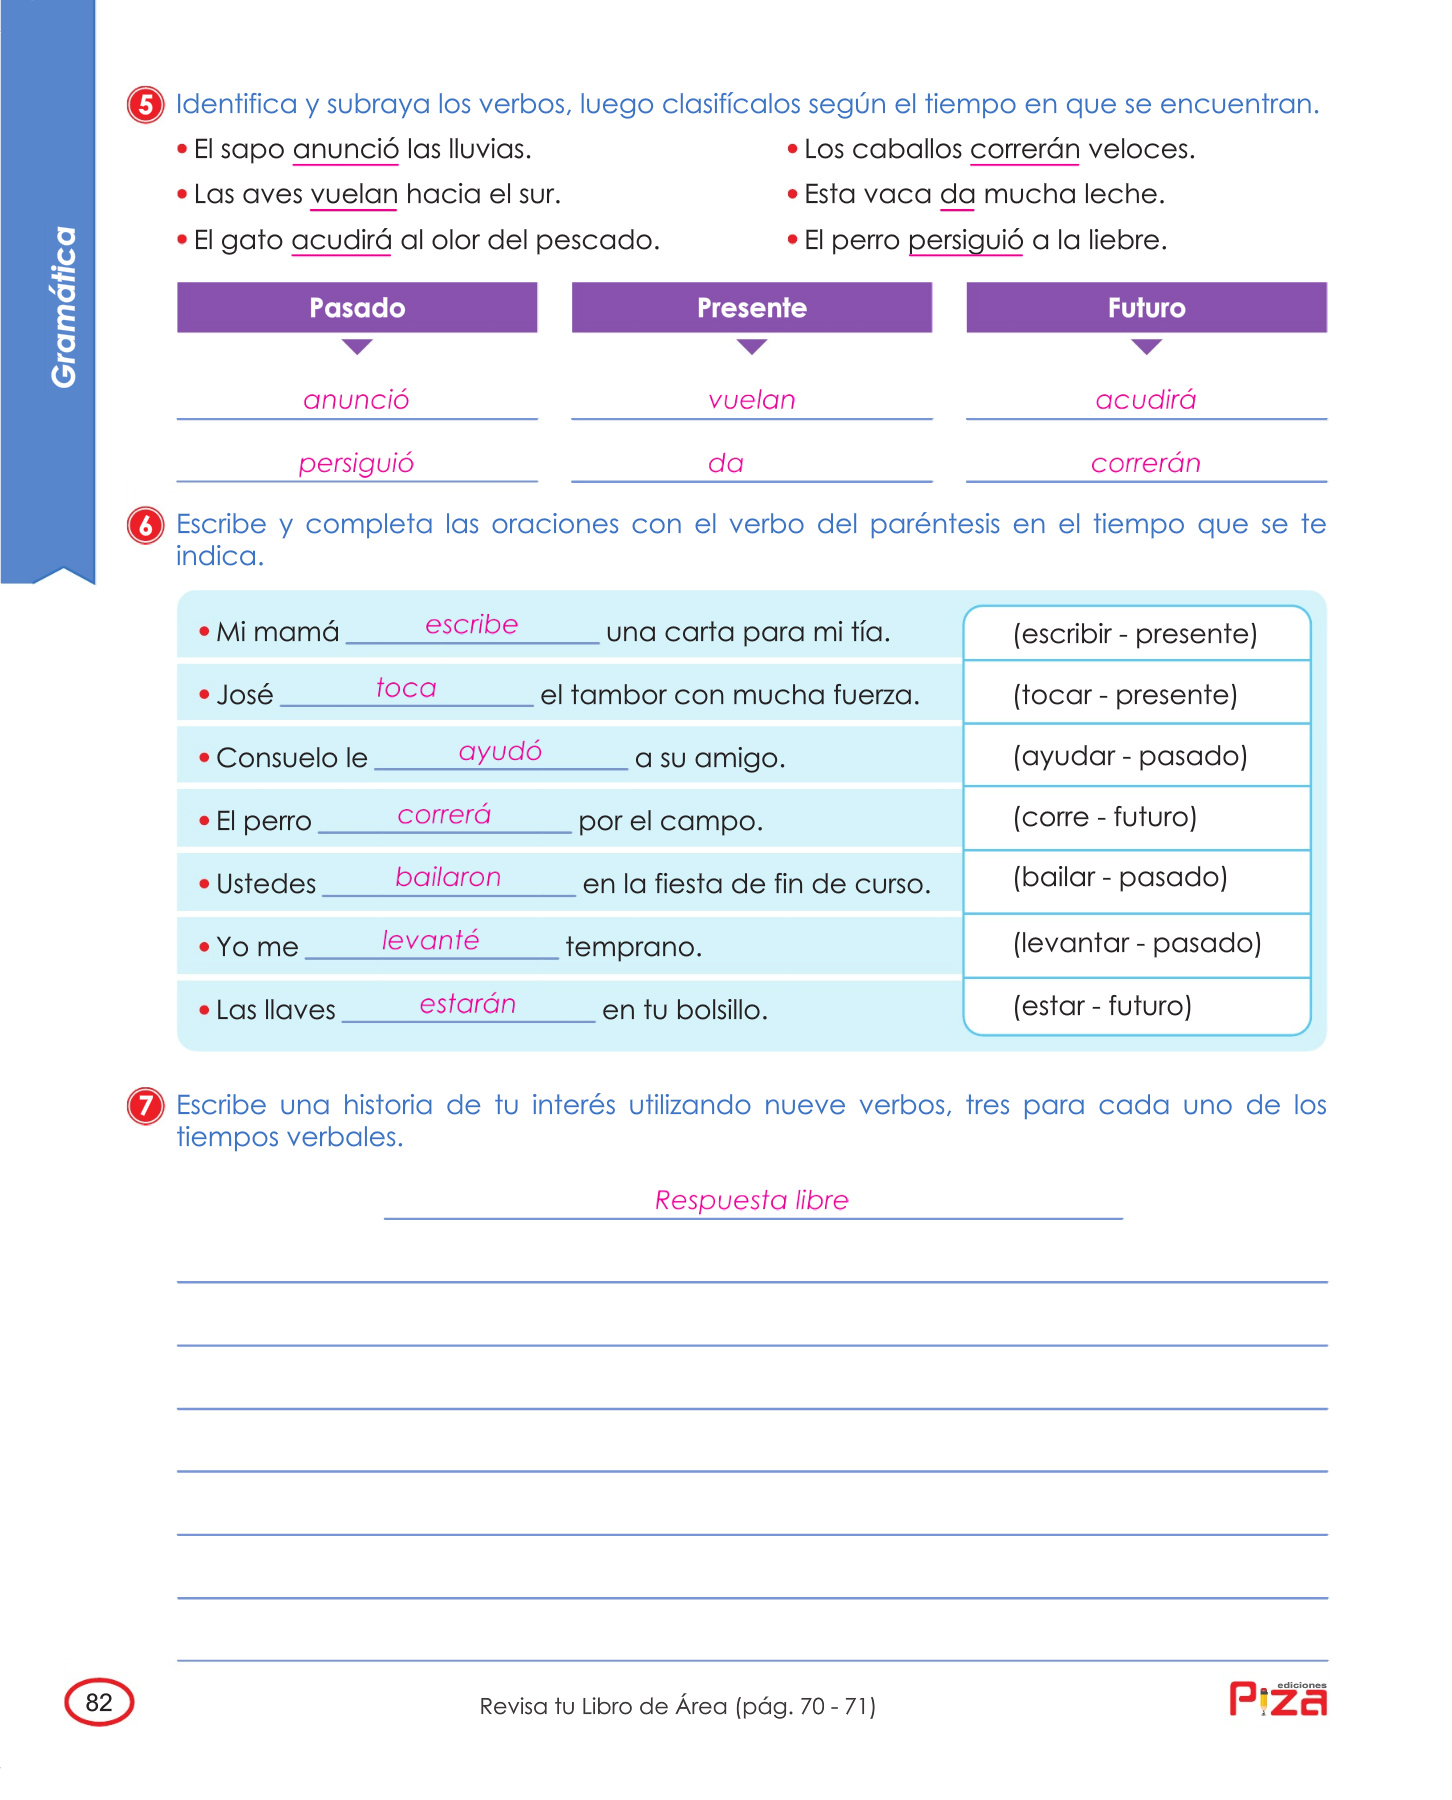 Gramática
5 Identifica y subraya los verbos, luego clasifícalos según el tiempo en que se encuentran.
• El sapo anunció las lluvias.
• Las aves vuelan hacia el sur.
• El gato acudirá al olor del pescado.
• Los caballos correrán veloces.
• Esta vaca da mucha leche.
• El perro persiguió a la liebre.
Pasado Presente Futuro
anunció vuelan acudirá
persiguió da correrán
6 Escribe y completa las oraciones con el verbo del paréntesis en el tiempo que se te
indica.
• Mi mamá escribe una carta para mi tía. (escribir - presente)
• José toca el tambor con mucha fuerza. (tocar - presente)
• Consuelo le ayudó a su amigo. (ayudar - pasado)
• El perro correrá por el campo. (corre - futuro)
• Ustedes bailaron en la fiesta de fin de curso. (bailar - pasado)
• Yo me levanté temprano. (levantar - pasado)
• Las llaves estarán en tu bolsillo. (estar - futuro)
7 Escribe una historia de tu interés utilizando nueve verbos, tres para cada uno de los
tiempos verbales.
Respuesta libre
82
Revisa tu Libro de Área (pág. 70 - 71)
ediciones
Piza